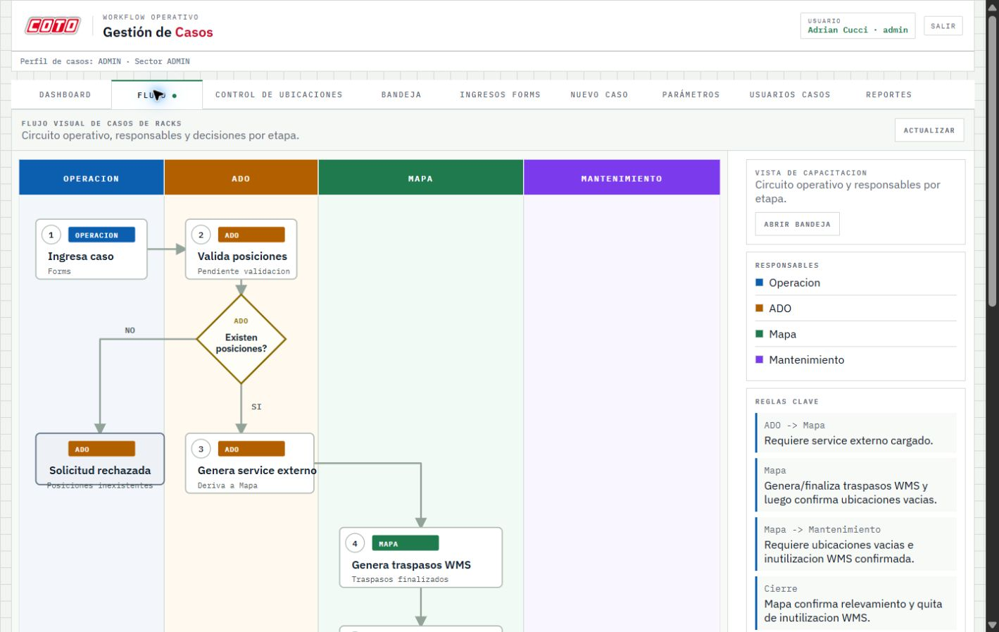 COTO
WORKFLOW OPERATIVO
Gestión de Casos
USUARIO
Adrian Cucci · admin
SALIR
Perfil de casos: ADMIN · Sector ADMIN
DASHBOARD
CONTROL DE UBICACIONES
BANDEJA
INGRESOS FORMS
NUEVO CASO
PARÁMETROS
USUARIOS CASOS
REPORTES
FLUJO VISUAL DE CASOS DE RACKS
Circuito operativo, responsables y decisiones por etapa.
ACTUALIZAR
OPERACION
ADO
MAPA
MANTENIMIENTO
1
OPERACION
Ingresa caso
Forms
2
ADO
Valida posiciones
Pendiente validacion
ADO
Existen
posiciones?
NO
SI
ADO
Solicitud rechazada
Posiciones inexistentes
3
ADO
Genera service externo
Deriva a Mapa
4
MAPA
Genera traspasos WMS
Traspasos finalizados
VISTA DE CAPACITACION
Circuito operativo y responsables por
etapa.
ABRIR BANDEJA
RESPONSABLES
Operacion
ADO
Mapa
Mantenimiento
REGLAS CLAVE
ADO -> Mapa
Requiere service externo cargado.
Mapa
Genera/finaliza traspasos WMS y
luego confirma ubicaciones vacias.
Mapa -> Mantenimiento
Requiere ubicaciones vacias e
inutilizacion WMS confirmada.
Cierre
Mapa confirma relevamiento y quita
de inutilizacion WMS.